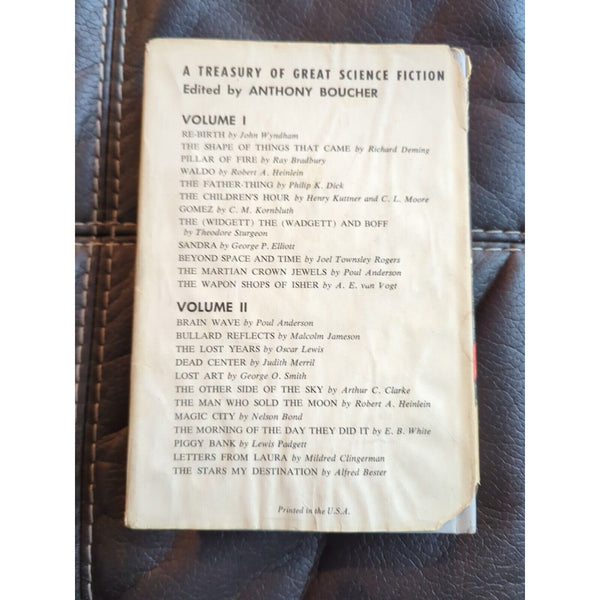 A TREASURY OF GREAT SCIENCE FICTION
Edited by ANTHONY BOUCHER
VOLUME I
RE-BIRTH by John Wyndham
THE SHAPE OF THINGS THAT CAME by Richard Deming
PILLAR OF FIRE by Ray Bradbury
WALDO by Robert A. Heinlein
THE FATHER-THING by Philip K. Dick
THE CHILDREN'S HOUR by Henry Kuttner and C. L. Moore
GOMEZ by C. M. Kornbluth
THE (WIDGETT) THE (WADGETT) AND BOFF
by Theodore Sturgeon
SANDRA by George P. Elliott
BEYOND SPACE AND TIME by Joel Townsley Rogers
THE MARTIAN CROWN JEWELS by Poul Anderson
THE WAPON SHOPS OF ISHER by A. E. van Vogt
VOLUME II
BRAIN WAVE by Poul Anderson
BULLARD REFLECTS by Malcolm Jameson
THE LOST YEARS by Oscar Lewis
DEAD CENTER by Judith Merril
LOST ART by George O. Smith
THE OTHER SIDE OF THE SKY by Arthur C. Clarke
THE MAN WHO SOLD THE MOON by Robert A. Heinlein
MAGIC CITY by Nelson Bond
THE MORNING OF THE DAY THEY DID IT by E. B. White
PIGGY BANK by Lewis Padgett
LETTERS FROM LAURA by Mildred Clingerman
THE STARS MY DESTINATION by Alfred Bester
Printed in the U.S.A.